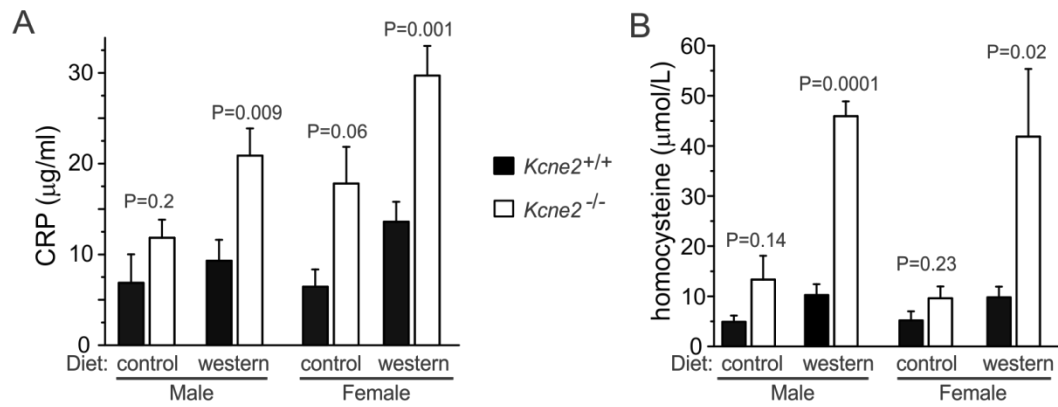 A
CRP (μg/ml)
30
20
10
0
P=0.2
P=0.009
P=0.06
P=0.001
Diet: control western control western
Male Female
Kcne2+/+
Kcne2-/-
B
homocysteine (μmol/L)
60
50
40
30
20
10
0
P=0.14
P=0.0001
P=0.23
P=0.02
Diet: control western control western
Male Female